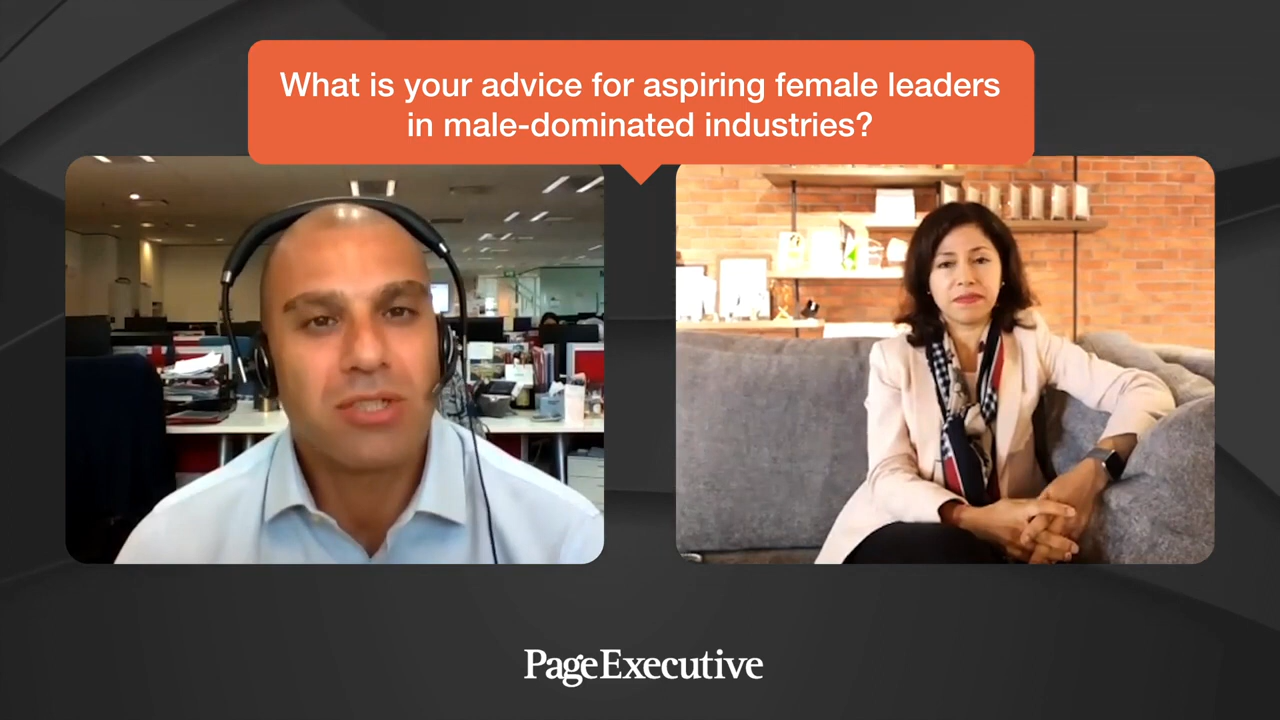 What is your advice for aspiring female leaders
in male-dominated industries?
PageExecutive